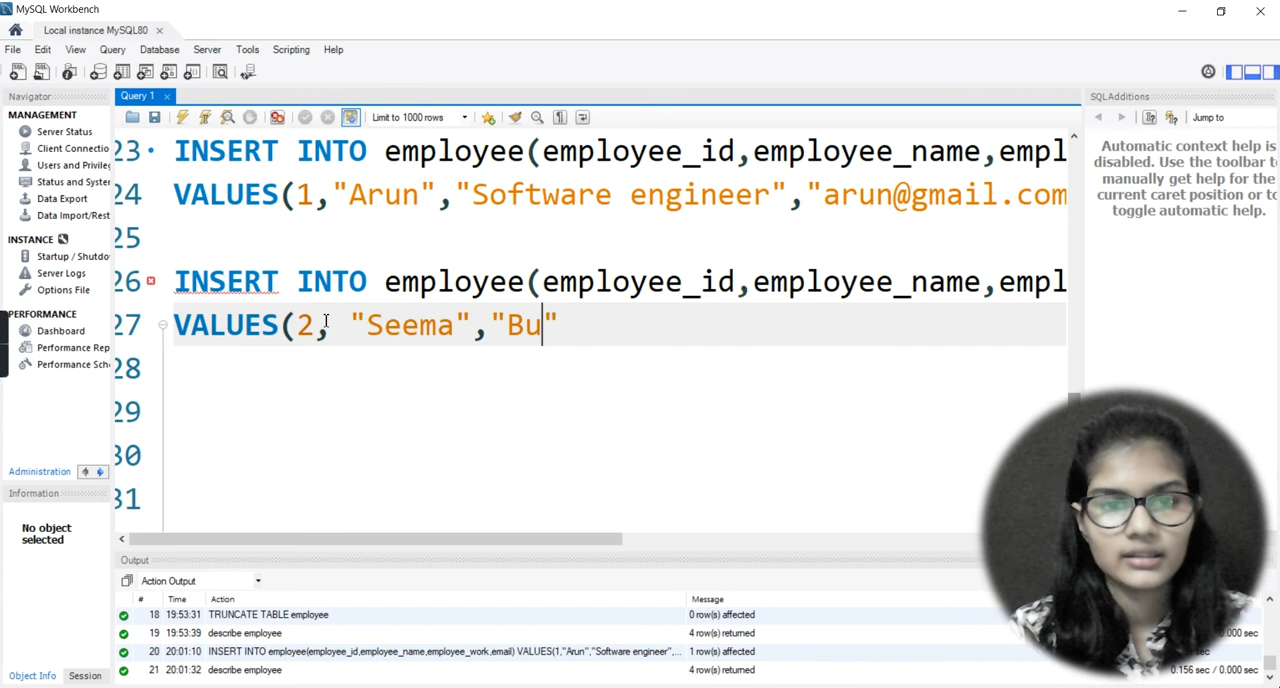 MySQL Workbench
Local instance MySQL80
File Edit View Query Database Server Tools Scripting Help
Navigator
MANAGEMENT
Server Status
Client Connectio
Users and Privileg
Status and Syster
Data Export
Data Import/Rest
INSTANCE
Startup / Shutdo
Server Logs
Options File
PERFORMANCE
Dashboard
Performance Rep
Performance Sche
Administration
Information
No object
selected
Object Info Session
Query 1
Limit to 1000 rows
23 INSERT INTO employee(employee_id,employee_name,empl
24 VALUES(1,"Arun","Software engineer","arun@gmail.com
25
26 INSERT INTO employee(employee_id,employee_name,empl
27 VALUES(2, "Seema","Bu"
28
29
30
31
Output
Action Output
# Time Action Message
18 19:53:31 TRUNCATE TABLE employee 0 row(s) affected
19 19:53:39 describe employee 4 row(s) returned 0.000 sec
20 20:01:10 INSERT INTO employee(employee_id,employee_name,employee_work,email) VALUES(1,"Arun","Software engineer",... 1 row(s) affected sec
21 20:01:32 describe employee 4 row(s) returned 0.156 sec / 0.000 sec
SQLAdditions
Jump to
Automatic context help is
disabled. Use the toolbar t
manually get help for the
current caret position or to
toggle automatic help.